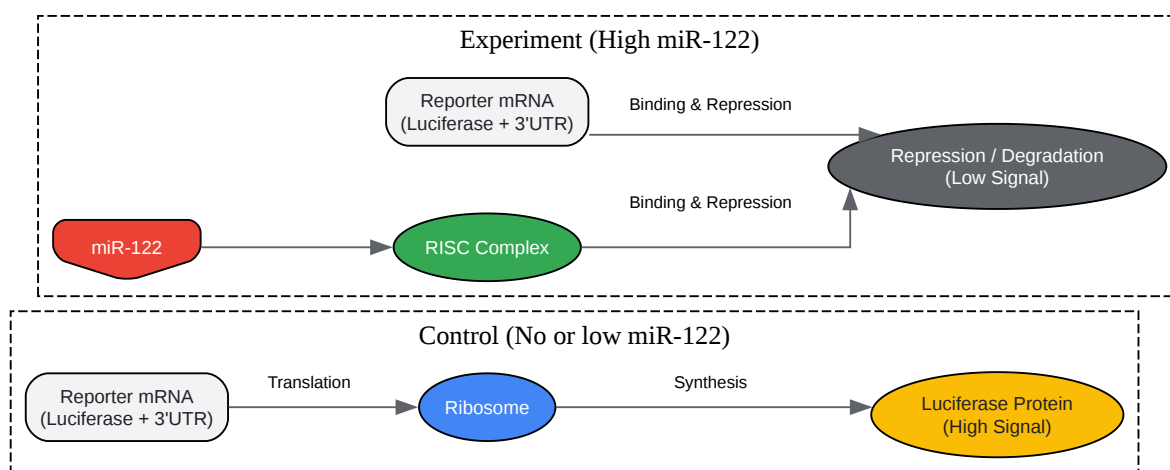 Experiment (High miR-122)
Reporter mRNA
(Luciferase + 3'UTR)
Binding & Repression
Repression / Degradation
(Low Signal)
Binding & Repression
miR-122
RISC Complex
Control (No or low miR-122)
Reporter mRNA
(Luciferase + 3'UTR)
Translation
Ribosome
Synthesis
Luciferase Protein
(High Signal)